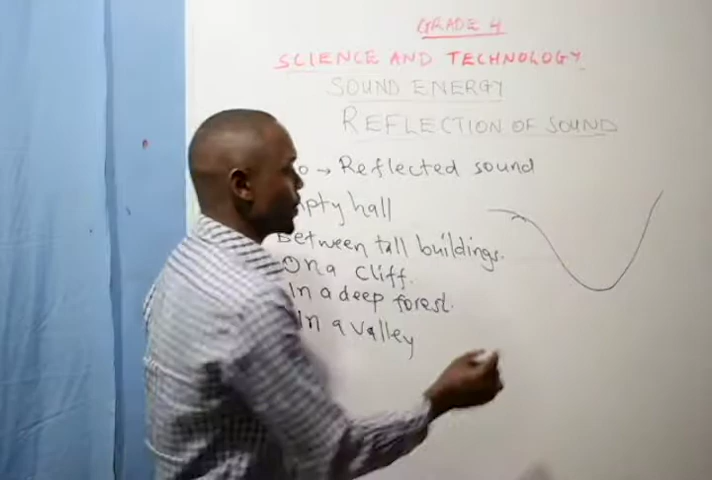 GRADE 4
SCIENCE AND TECHNOLOGY
SOUND ENERGY
REFLECTION OF SOUND
o → Reflected sound
pty hall
Between tall buildings.
On a cliff.
In a deep forest.
In a valley